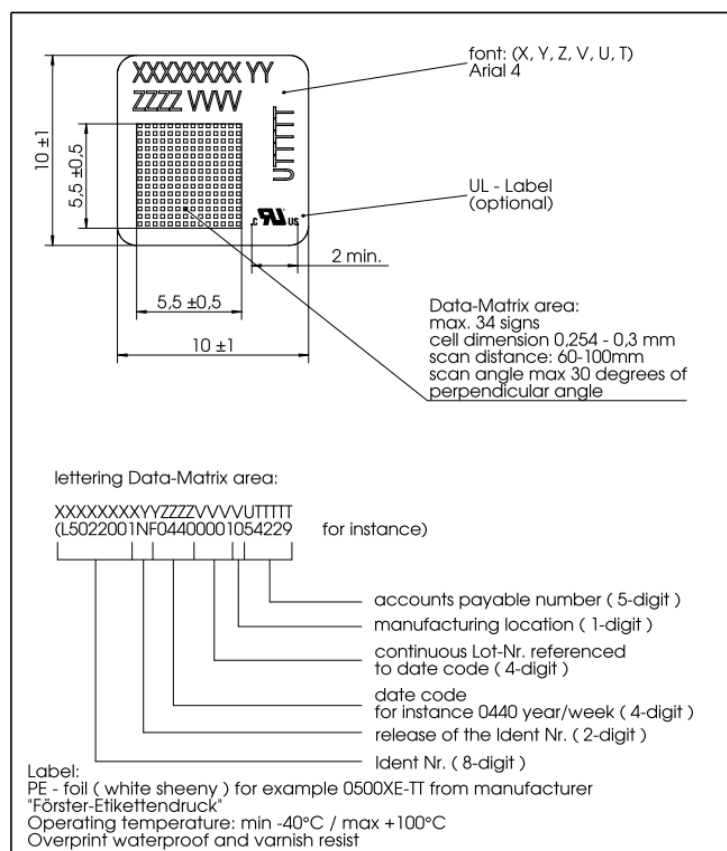 XXXXXXXX YY
ZZZZ VVVV
UTTTTT
font: (X, Y, Z, V, U, T)
Arial 4
10 ±1
5,5 ±0,5
UL - Label
(optional)
C RU US
2 min.
5,5 ±0,5
10 ±1
Data-Matrix area:
max. 34 signs
cell dimension 0,254 - 0,3 mm
scan distance: 60-100mm
scan angle max 30 degrees of
perpendicular angle
lettering Data-Matrix area:
XXXXXXXXYYZZZZVVVVUTTTTT
(L5022001NF04400001054229 for instance)
accounts payable number ( 5-digit )
manufacturing location ( 1-digit )
continuous Lot-Nr. referenced
to date code ( 4-digit )
date code
for instance 0440 year/week ( 4-digit )
release of the Ident Nr. ( 2-digit )
Ident Nr. ( 8-digit )
Label:
PE - foil ( white sheeny ) for example 0500XE-TT from manufacturer
"Förster-Etikettendruck"
Operating temperature: min -40°C / max +100°C
Overprint waterproof and varnish resist